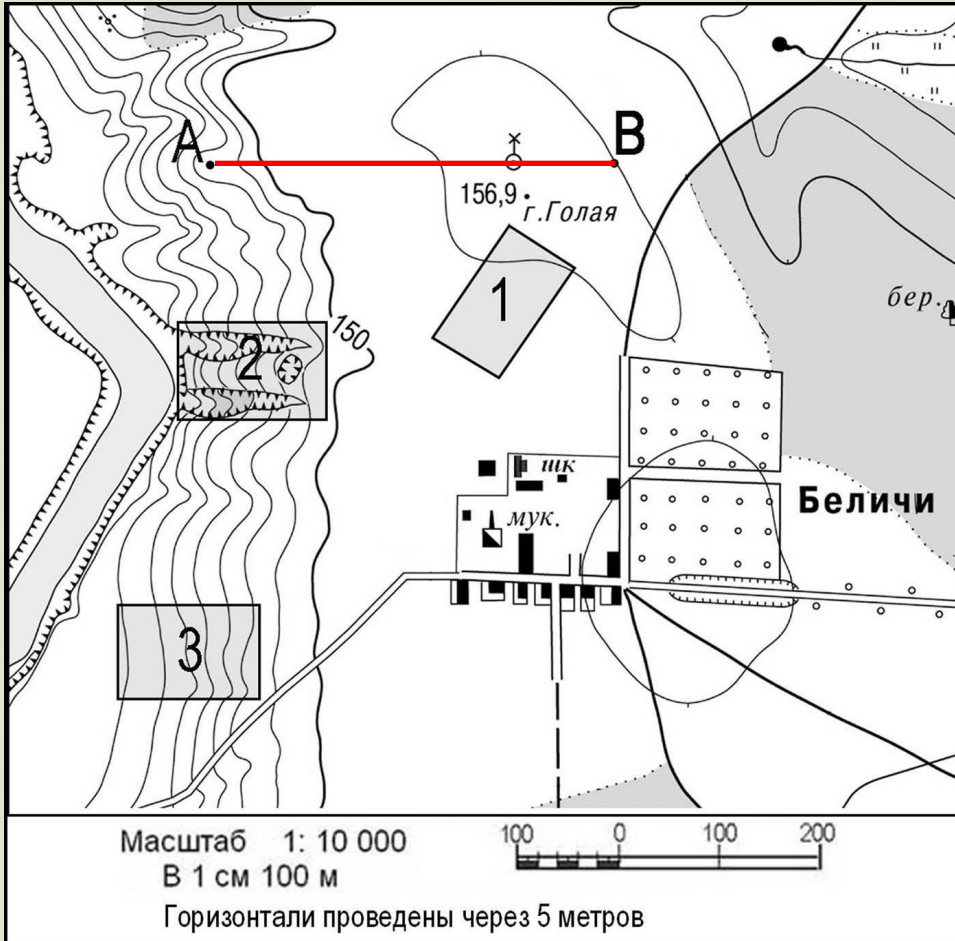 А.
В
156,9
г.Голая
1
бер.
150
2
шк
Беличи
мук.
3
Масштаб 1: 10 000
В 1 см 100 м
100 0 100 200
Горизонтали проведены через 5 метров